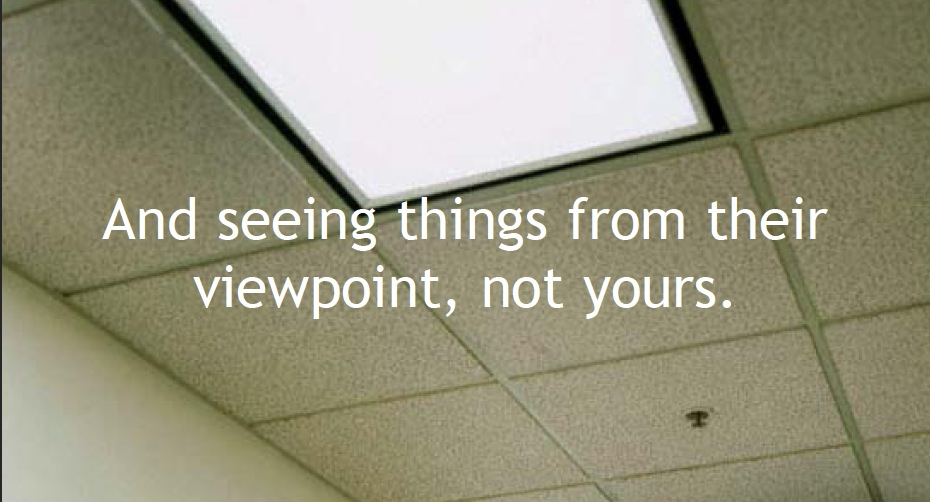 And seeing things from their
viewpoint, not yours.